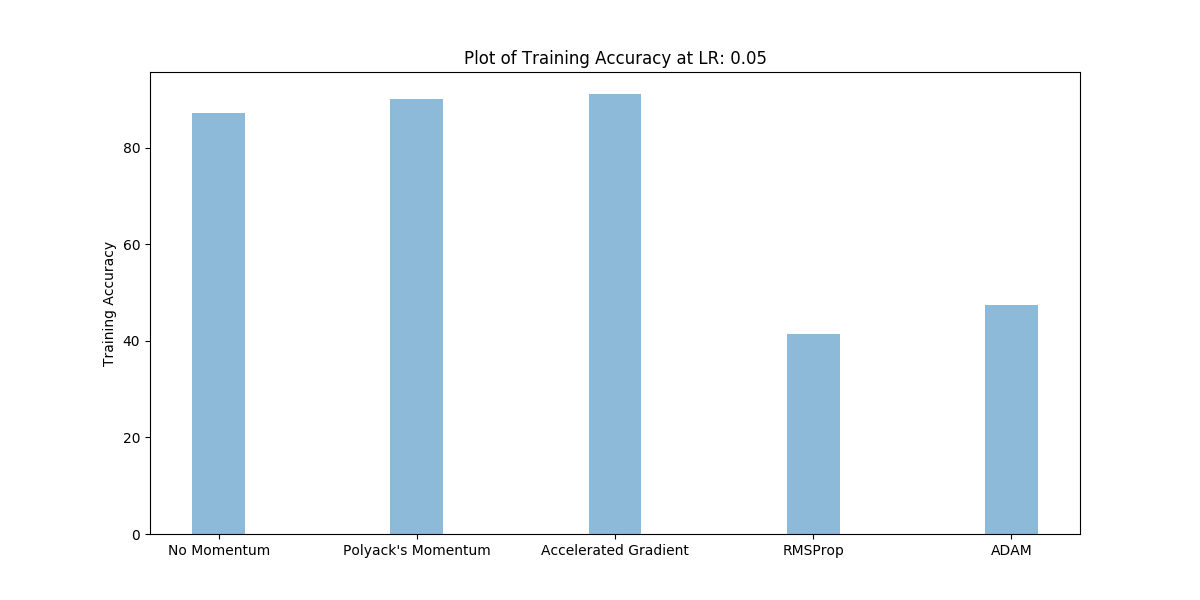 Plot of Training Accuracy at LR: 0.05
Training Accuracy
80
60
40
20
0
No Momentum Polyack's Momentum Accelerated Gradient RMSProp ADAM